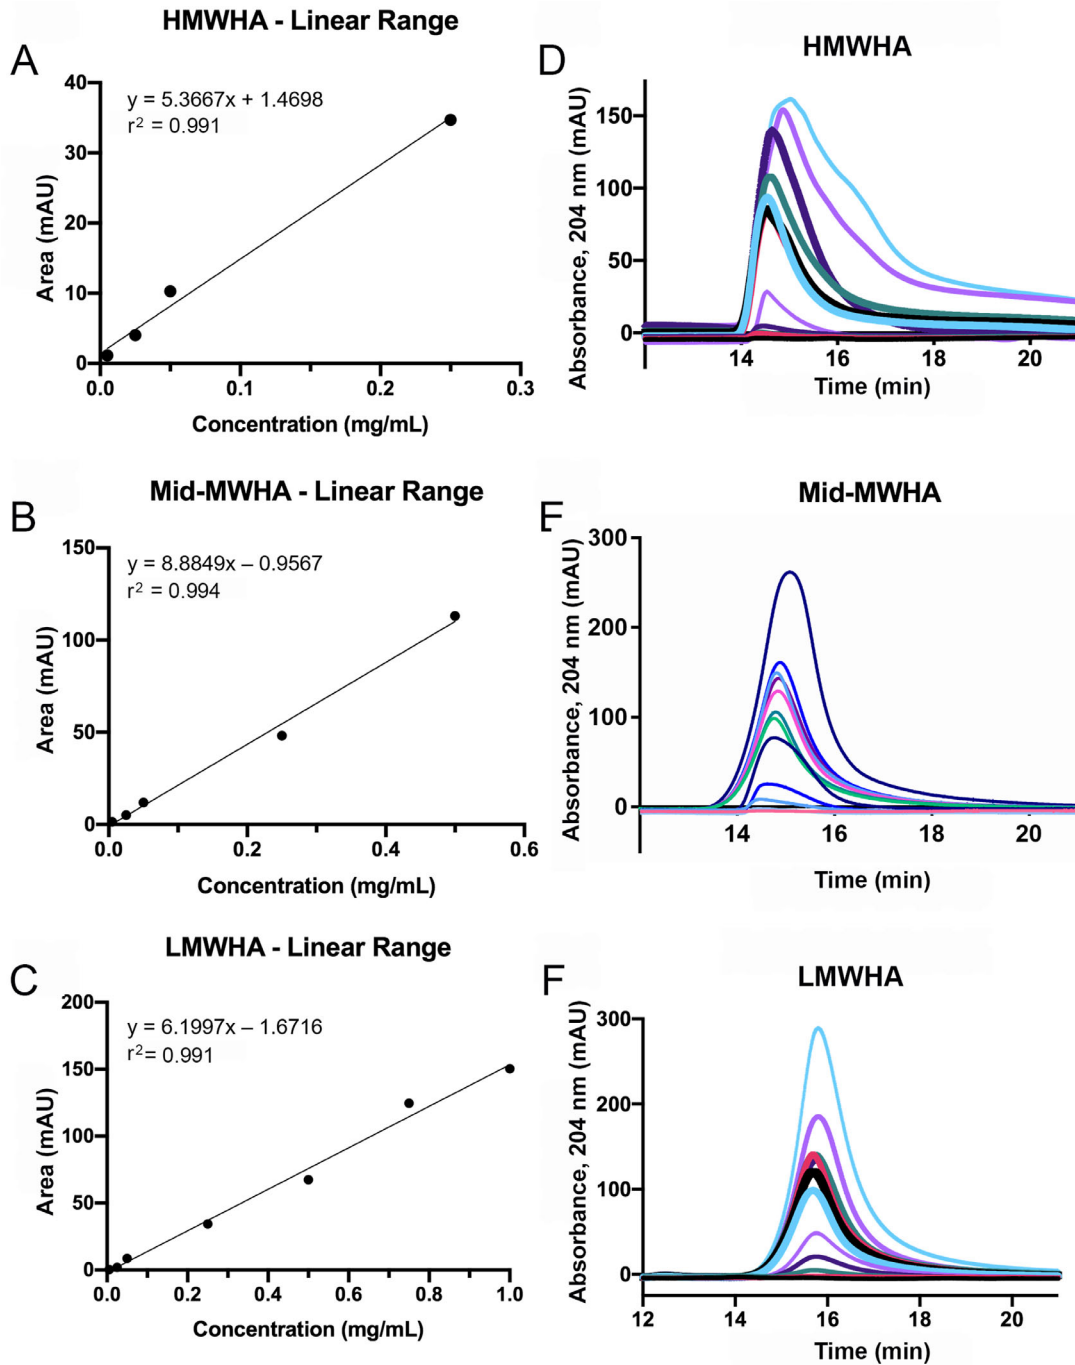 HMWHA - Linear Range
A
y = 5.3667x + 1.4698
r² = 0.991
40
30
20
10
0
0.0 0.1 0.2 0.3
Area (mAU)
Concentration (mg/mL)
D
HMWHA
150
100
50
0
14 16 18 20
Absorbance, 204 nm (mAU)
Time (min)
Mid-MWHA - Linear Range
B
y = 8.8849x – 0.9567
r² = 0.994
150
100
50
0
0.0 0.2 0.4 0.6
Area (mAU)
Concentration (mg/mL)
E
Mid-MWHA
300
200
100
0
14 16 18 20
Absorbance, 204 nm (mAU)
Time (min)
LMWHA - Linear Range
C
y = 6.1997x – 1.6716
r²= 0.991
200
150
100
50
0
0.0 0.2 0.4 0.6 0.8 1.0
Area (mAU)
Concentration (mg/mL)
F
LMWHA
300
200
100
0
12 14 16 18 20
Absorbance, 204 nm (mAU)
Time (min)